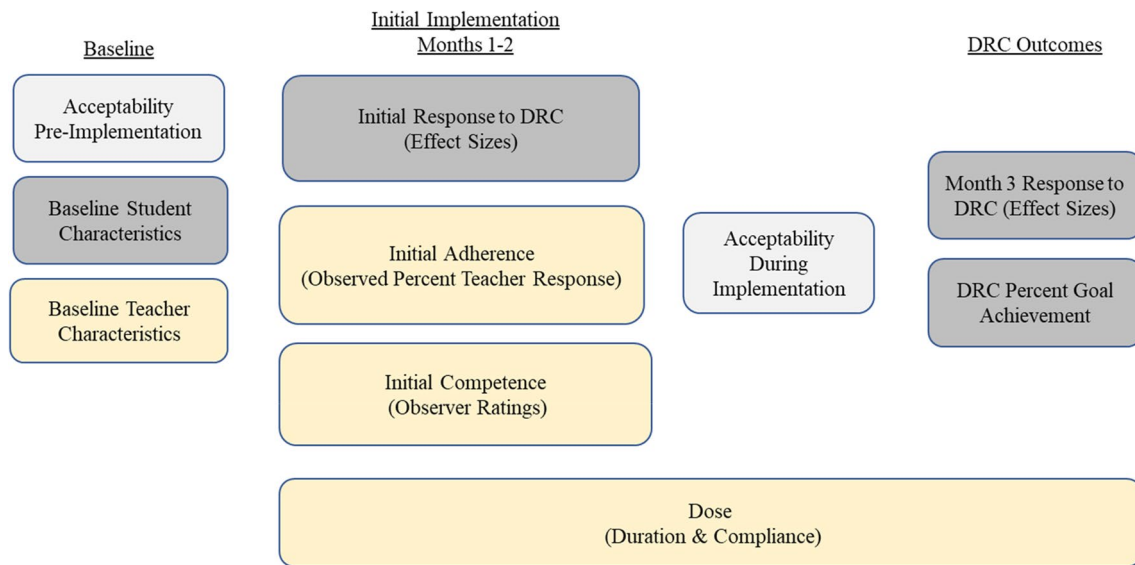 Baseline
Acceptability
Pre-Implementation
Baseline Student
Characteristics
Baseline Teacher
Characteristics
Initial Implementation
Months 1-2
Initial Response to DRC
(Effect Sizes)
Initial Adherence
(Observed Percent Teacher Response)
Initial Competence
(Observer Ratings)
Acceptability
During
Implementation
DRC Outcomes
Month 3 Response to
DRC (Effect Sizes)
DRC Percent Goal
Achievement
Dose
(Duration & Compliance)